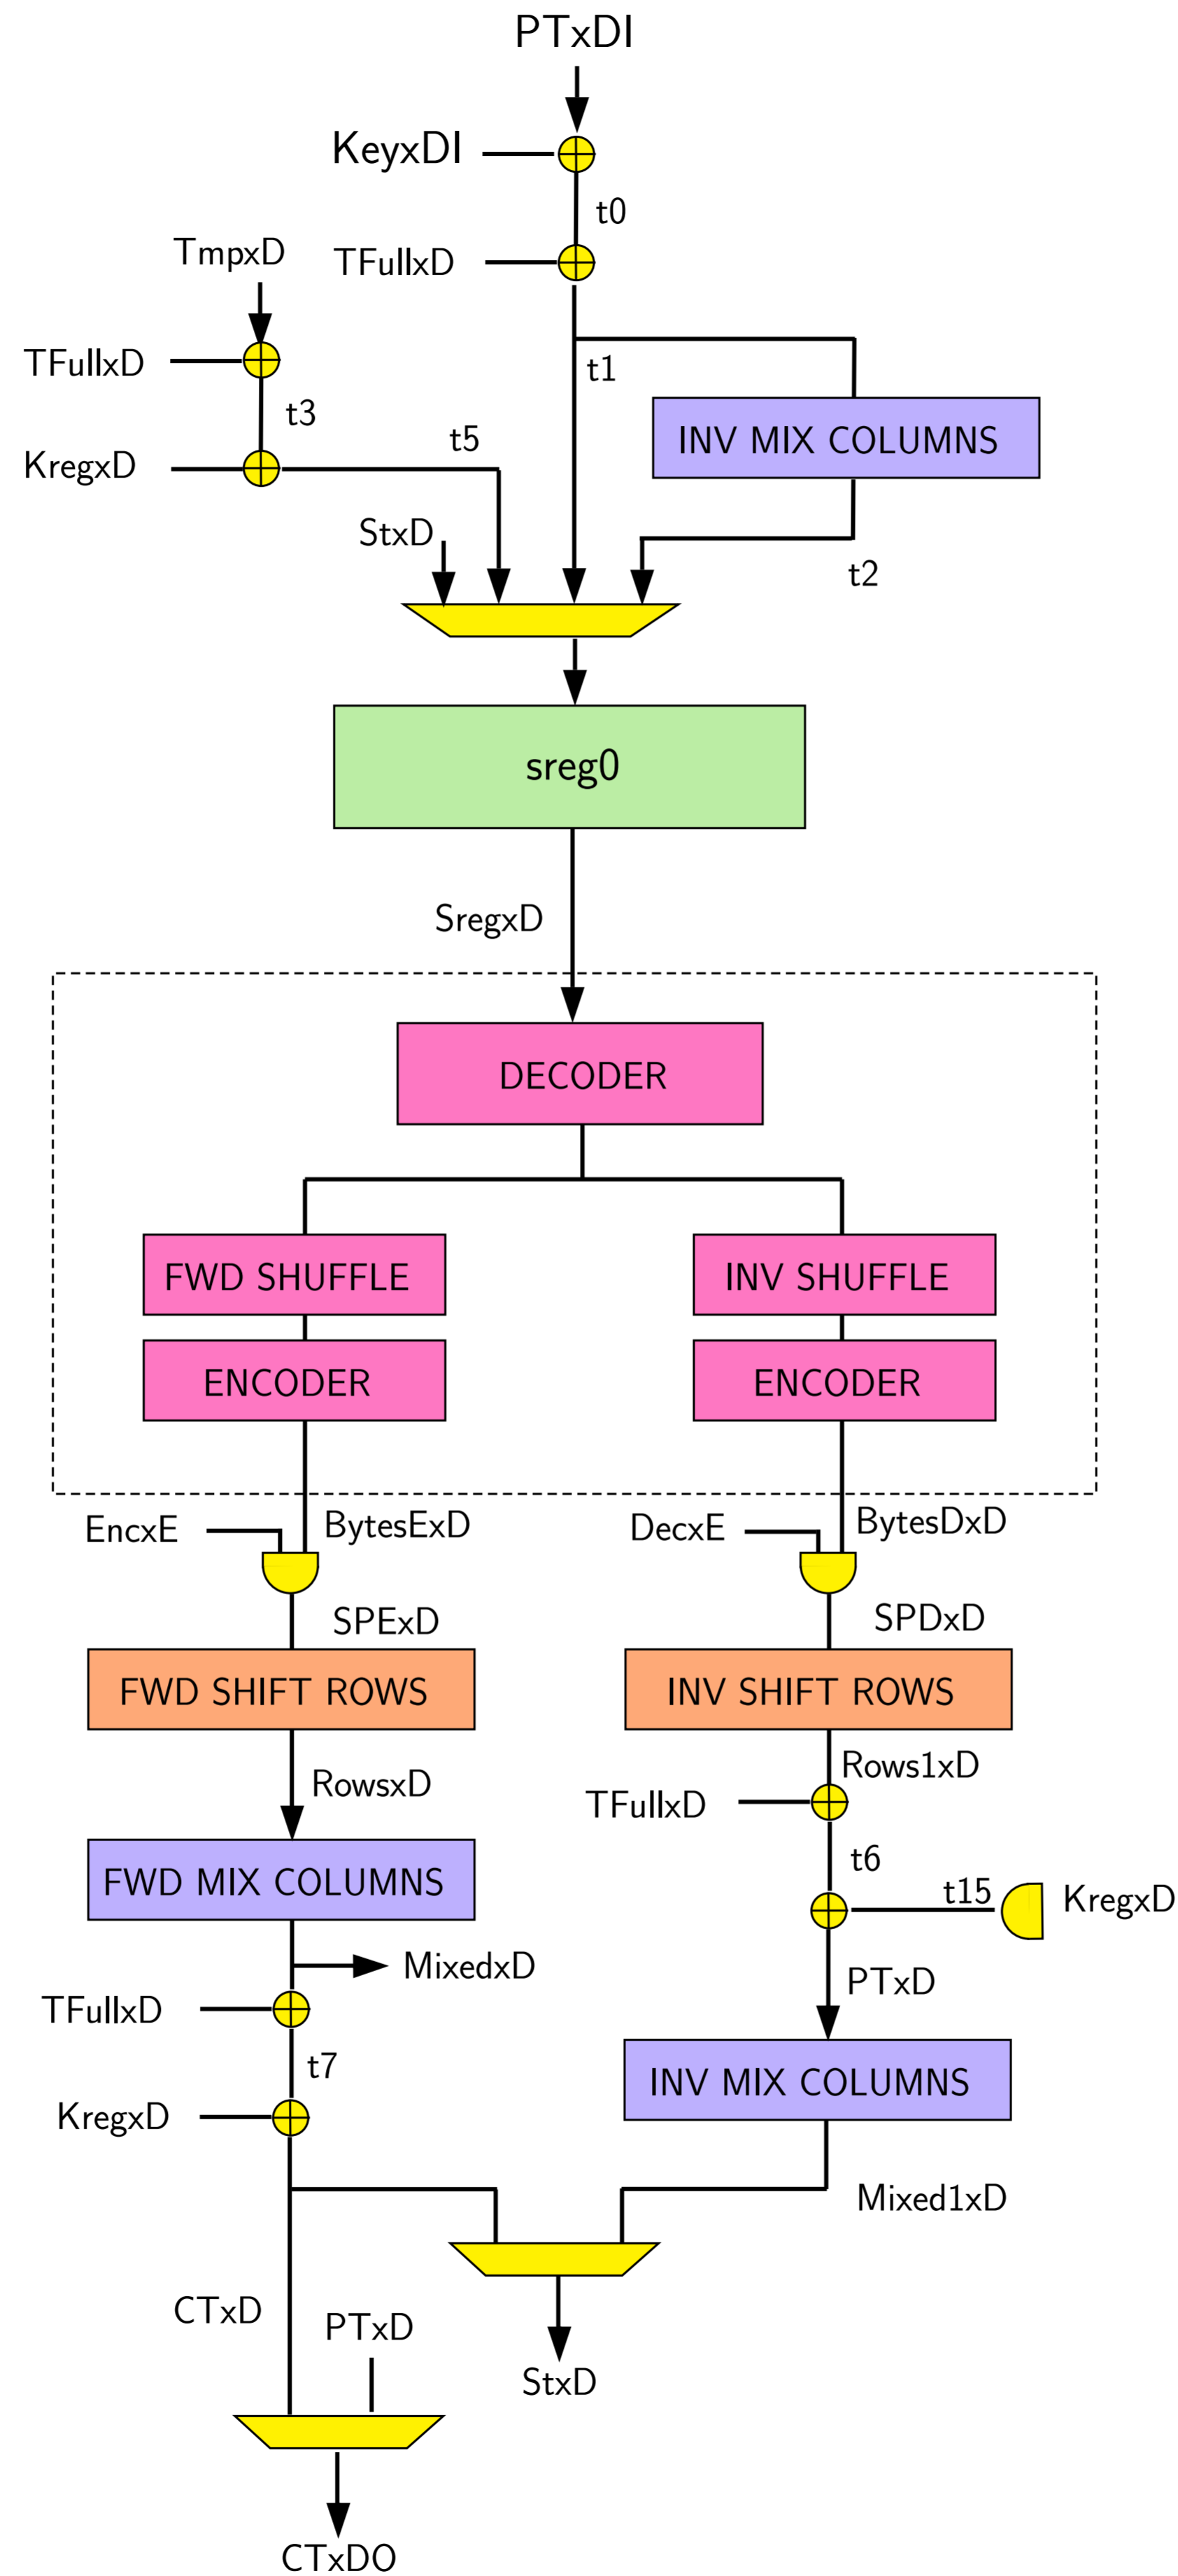 PTxDI
KeyxDI
t0
TmpxD
TFullxD
TFullxD
t1
t3
t5
INV MIX COLUMNS
KregxD
StxD
t2
sreg0
SregxD
DECODER
FWD SHUFFLE
INV SHUFFLE
ENCODER
ENCODER
EncxE
BytesExD
DecxE
BytesDxD
SPExD
SPDxD
FWD SHIFT ROWS
INV SHIFT ROWS
RowsxD
Rows1xD
TFullxD
t6
FWD MIX COLUMNS
t15
KregxD
MixedxD
PTxD
TFullxD
t7
INV MIX COLUMNS
KregxD
Mixed1xD
CTxD
PTxD
StxD
CTxDO